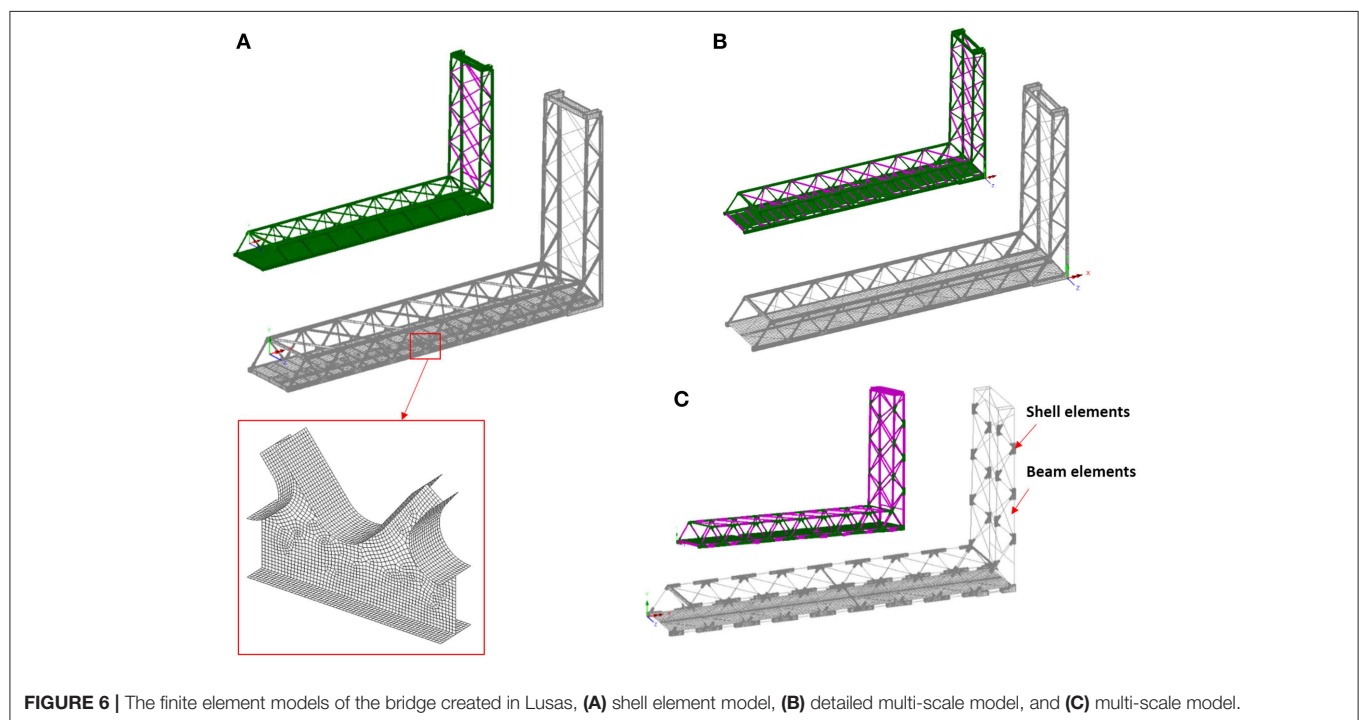 A
B
C
Shell elements
Beam elements
FIGURE 6 | The finite element models of the bridge created in Lusas, (A) shell element model, (B) detailed multi-scale model, and (C) multi-scale model.